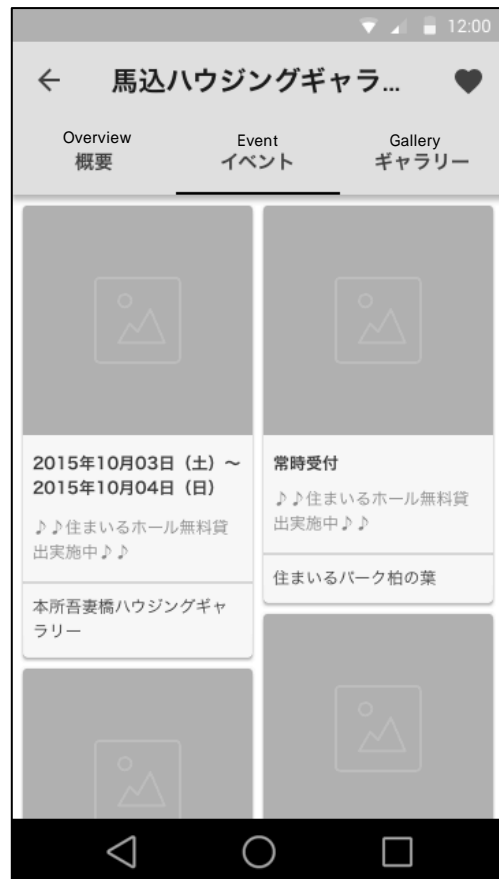 12:00
馬込ハウジングギャラ...
Overview
概要
Event
イベント
Gallery
ギャラリー
2015年10月03日（土）～
2015年10月04日（日）
♪♪住まいるホール無料貸
出実施中♪♪
本所吾妻橋ハウジングギャ
ラリー
常時受付
♪♪住まいるホール無料貸
出実施中♪♪
住まいるパーク柏の葉